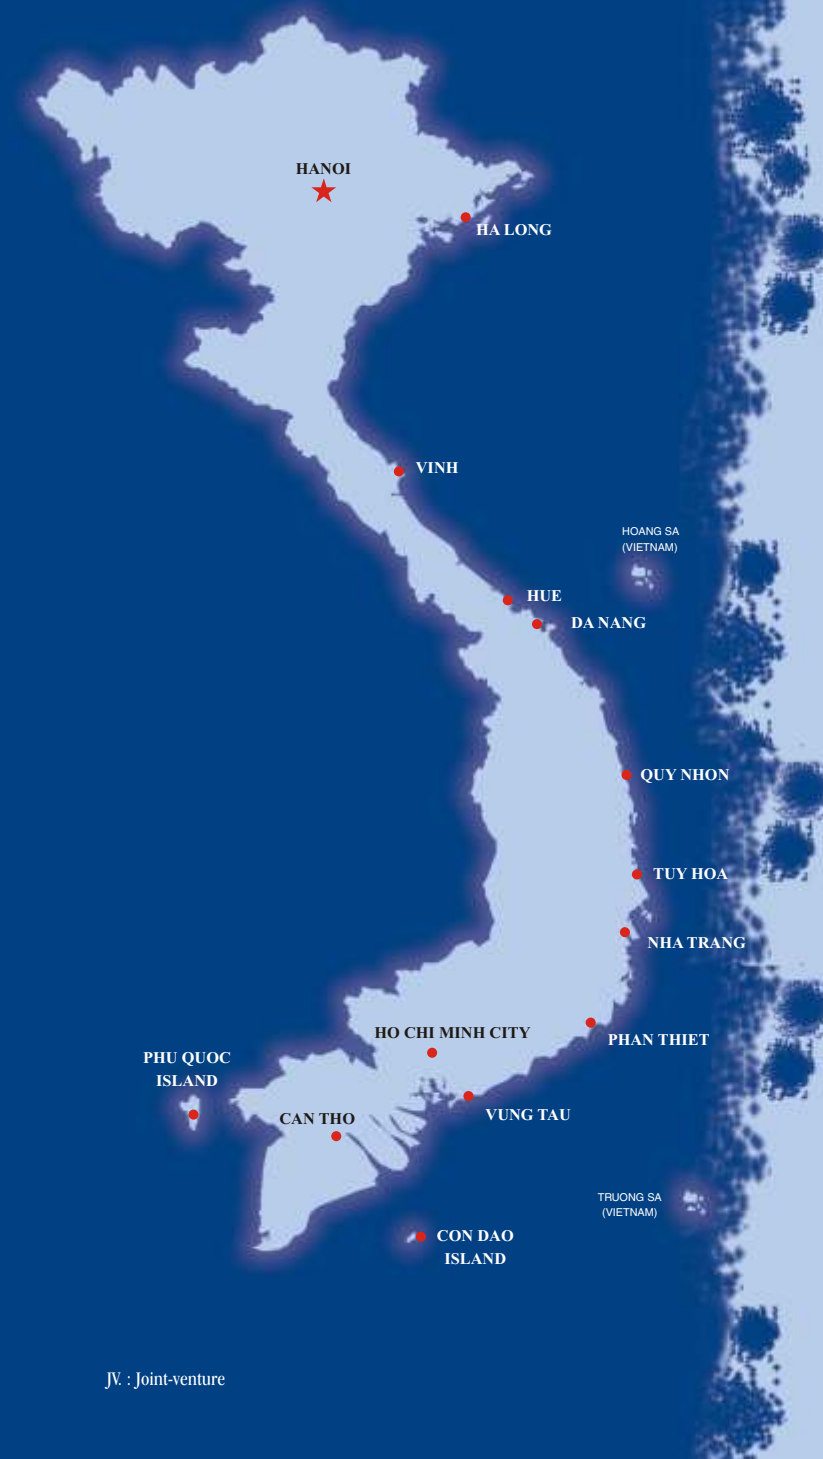 HANOI
HA LONG
VINH
HOANG SA
(VIETNAM)
HUE
DA NANG
QUY NHON
TUY HOA
NHA TRANG
HO CHI MINH CITY
PHAN THIET
PHU QUOC
ISLAND
CAN THO
VUNG TAU
TRUONG SA
(VIETNAM)
CON DAO
ISLAND
JV. : Joint-venture